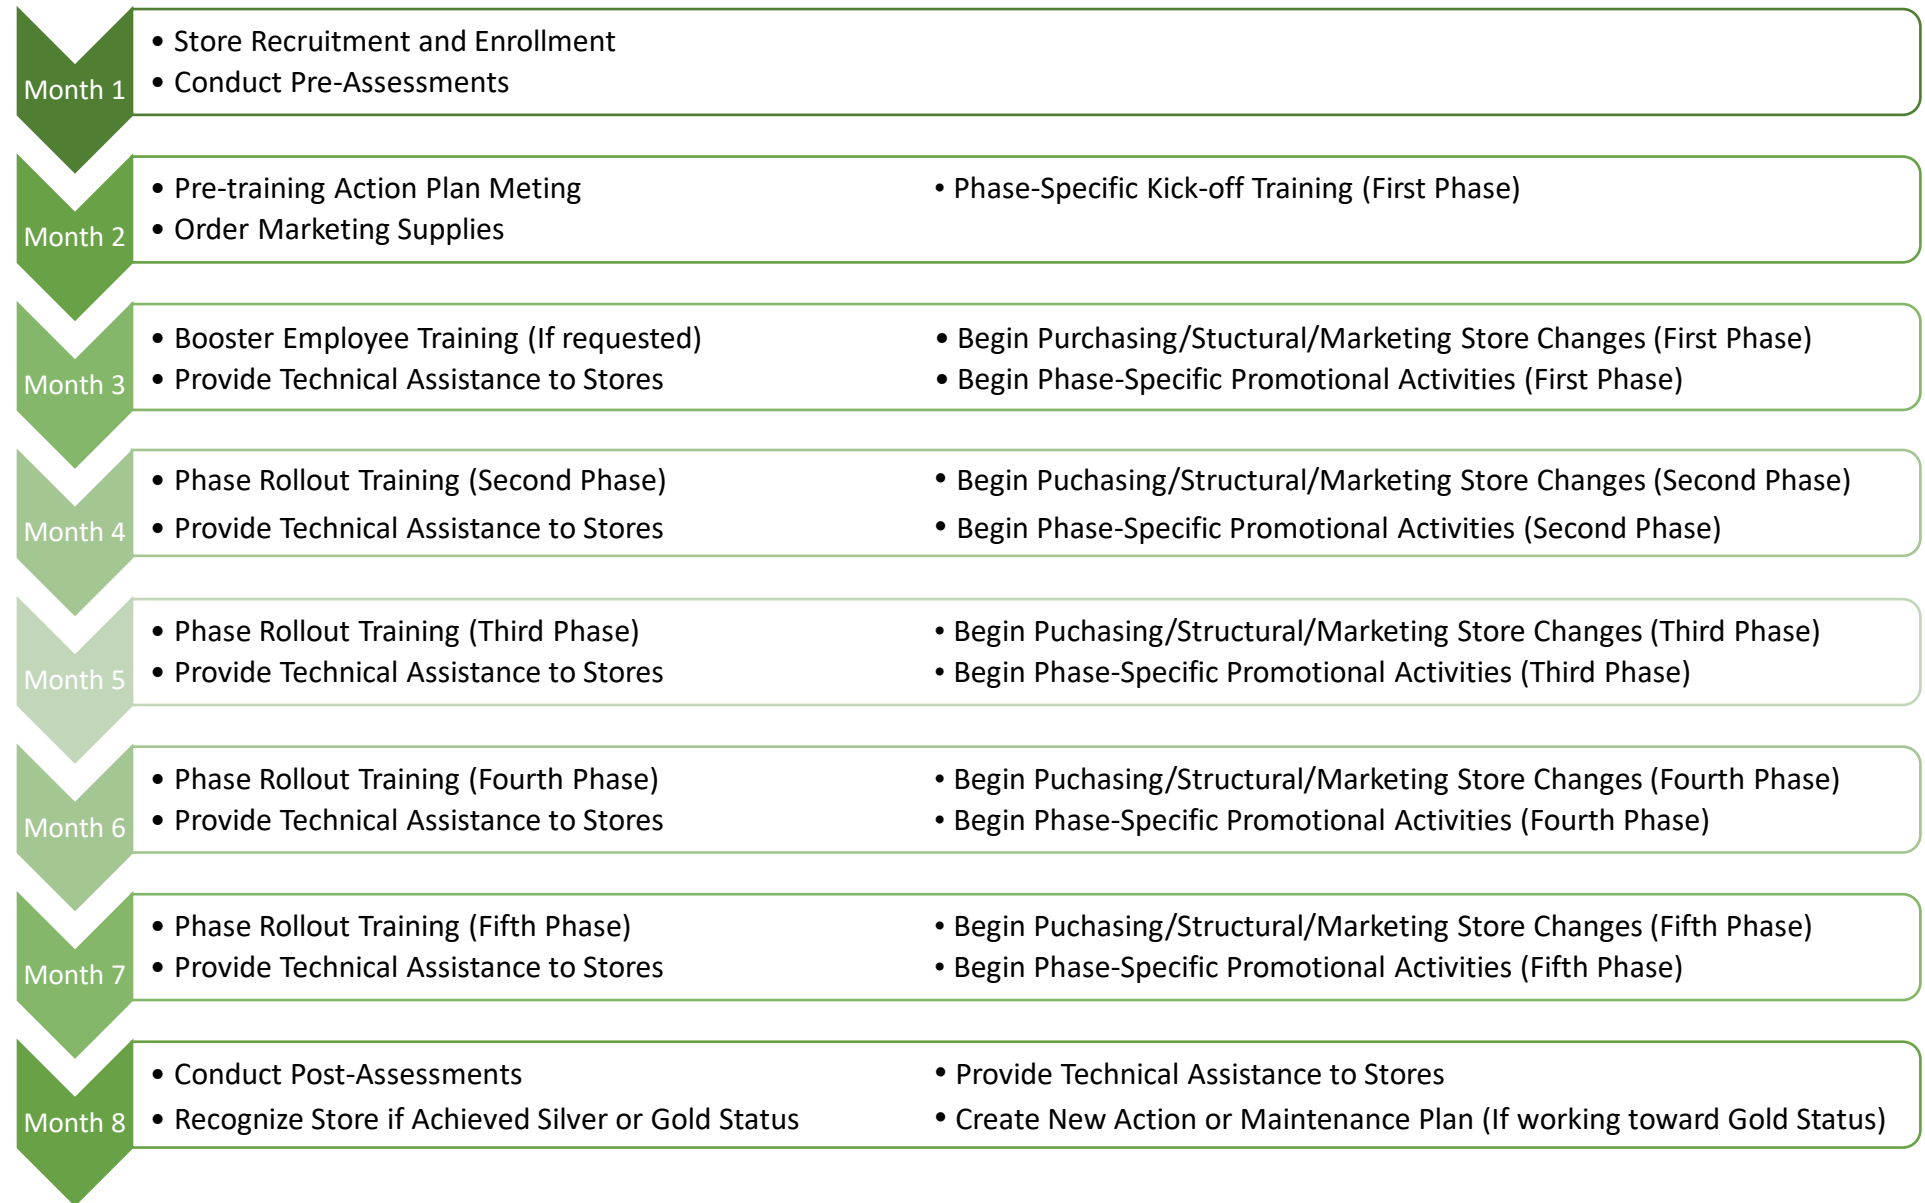 Month 1
• Store Recruitment and Enrollment
• Conduct Pre-Assessments
Month 2
• Pre-training Action Plan Meting
• Order Marketing Supplies
• Phase-Specific Kick-off Training (First Phase)
Month 3
• Booster Employee Training (If requested)
• Provide Technical Assistance to Stores
• Begin Purchasing/Stuctural/Marketing Store Changes (First Phase)
• Begin Phase-Specific Promotional Activities (First Phase)
Month 4
• Phase Rollout Training (Second Phase)
• Provide Technical Assistance to Stores
• Begin Puchasing/Structural/Marketing Store Changes (Second Phase)
• Begin Phase-Specific Promotional Activities (Second Phase)
Month 5
• Phase Rollout Training (Third Phase)
• Provide Technical Assistance to Stores
• Begin Puchasing/Structural/Marketing Store Changes (Third Phase)
• Begin Phase-Specific Promotional Activities (Third Phase)
Month 6
• Phase Rollout Training (Fourth Phase)
• Provide Technical Assistance to Stores
• Begin Puchasing/Structural/Marketing Store Changes (Fourth Phase)
• Begin Phase-Specific Promotional Activities (Fourth Phase)
Month 7
• Phase Rollout Training (Fifth Phase)
• Provide Technical Assistance to Stores
• Begin Puchasing/Structural/Marketing Store Changes (Fifth Phase)
• Begin Phase-Specific Promotional Activities (Fifth Phase)
Month 8
• Conduct Post-Assessments
• Recognize Store if Achieved Silver or Gold Status
• Provide Technical Assistance to Stores
• Create New Action or Maintenance Plan (If working toward Gold Status)